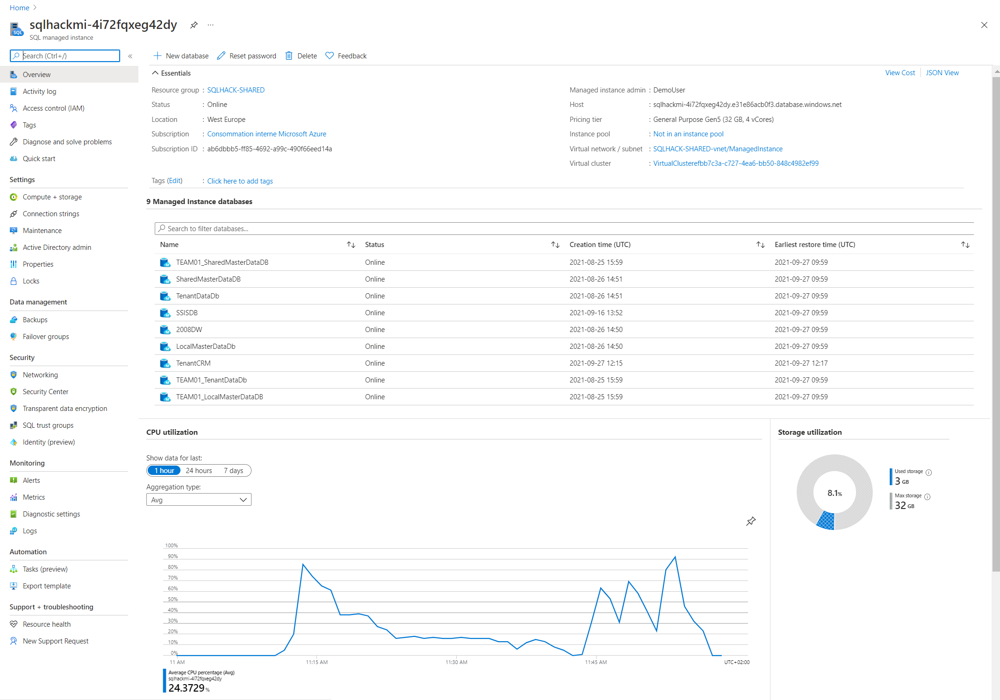 Home
sqlhackmi-4i72fqxeg42dy
SQL managed instance
Search (Ctrl+/)
Overview
Activity log
Access control (IAM)
Tags
Diagnose and solve problems
Quick start
Settings
Compute + storage
Connection strings
Maintenance
Active Directory admin
Properties
Locks
Data management
Backups
Failover groups
Security
Networking
Security Center
Transparent data encryption
SQL trust groups
Identity (preview)
Monitoring
Alerts
Metrics
Diagnostic settings
Logs
Automation
Tasks (preview)
Export template
Support + troubleshooting
Resource health
New Support Request
New database Reset password Delete Feedback
Essentials View Cost JSON View
Resource group : SQLHACK-SHARED
Status : Online
Location : West Europe
Subscription : Consommation interne Microsoft Azure
Subscription ID : ab6dbbb5-ff85-4692-a99c-490f66eed14a
Managed instance admin : DemoUser
Host : sqlhackmi-4i72fqxeg42dy.e31e86acb0f3.database.windows.net
Pricing tier : General Purpose Gen5 (32 GB, 4 vCores)
Instance pool : Not in an instance pool
Virtual network / subnet : SQLHACK-SHARED-vnet/ManagedInstance
Virtual cluster : VirtualClusterefbb7c3a-c727-4ea6-bb50-848c4982ef99
Tags (Edit) : Click here to add tags
9 Managed Instance databases
Search to filter databases...
Name Status Creation time (UTC) Earliest restore time (UTC)
TEAM01_SharedMasterDataDB Online 2021-08-25 15:59 2021-09-27 09:59
SharedMasterDataDB Online 2021-08-26 14:51 2021-09-27 09:59
TenantDataDb Online 2021-08-26 14:51 2021-09-27 09:59
SSISDB Online 2021-09-16 13:52 2021-09-27 09:59
2008DW Online 2021-08-26 14:50 2021-09-27 09:59
LocalMasterDataDb Online 2021-08-26 14:50 2021-09-27 09:59
TenantCRM Online 2021-09-27 12:15 2021-09-27 12:17
TEAM01_TenantDataDb Online 2021-08-25 15:59 2021-09-27 09:59
TEAM01_LocalMasterDataDB Online 2021-08-25 15:59 2021-09-27 09:59
CPU utilization
Show data for last:
1 hour 24 hours 7 days
Aggregation type:
Avg
100%
90%
80%
70%
60%
50%
40%
30%
20%
10%
0%
11 AM 11:15 AM 11:30 AM 11:45 AM UTC+02:00
Average CPU percentage (Avg)
sqlhackmi-4i72fqxeg42dy
24.3729 %
Storage utilization
8.1%
Used storage
3 GB
Max storage
32 GB